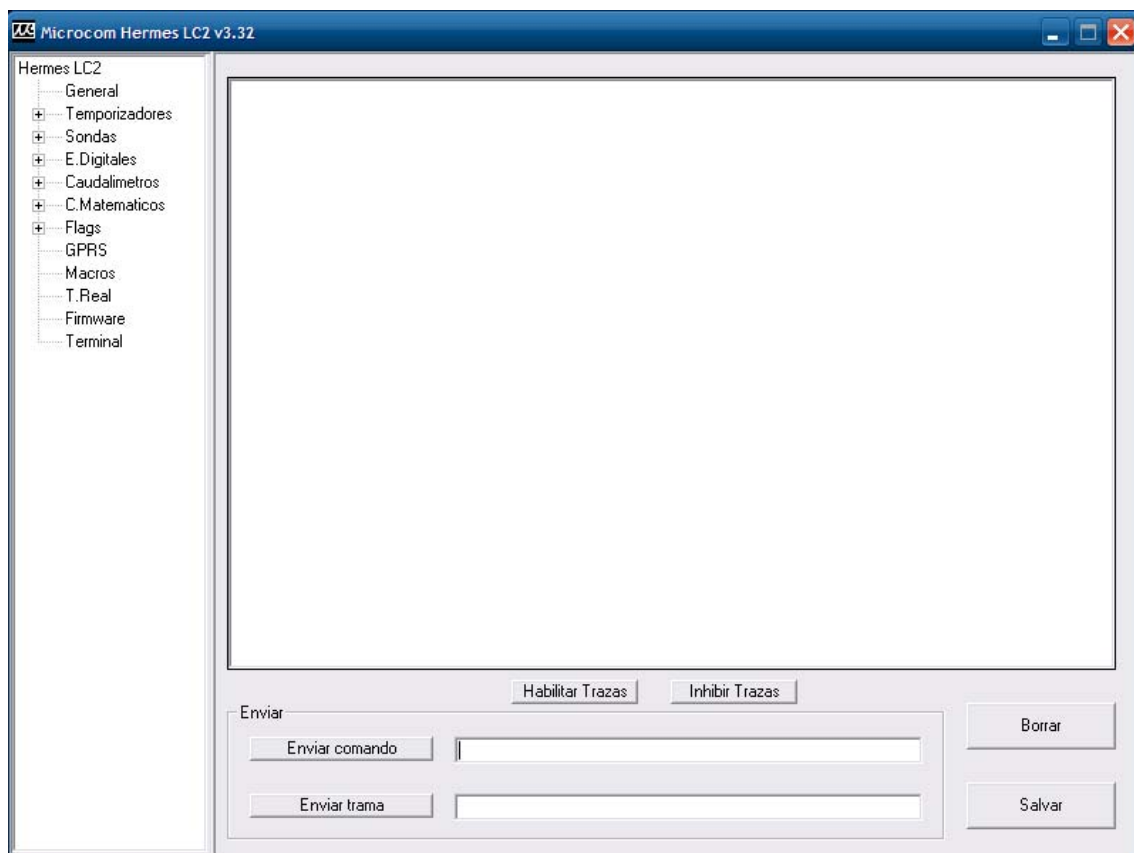 Microcom Hermes LC2 v3.32
Hermes LC2
General
Temporizadores
Sondas
E.Digitales
Caudalimetros
C.Matematicos
Flags
GPRS
Macros
T.Real
Firmware
Terminal
Habilitar Trazas Inhibir Trazas
Enviar
Enviar comando
Enviar trama
Borrar
Salvar